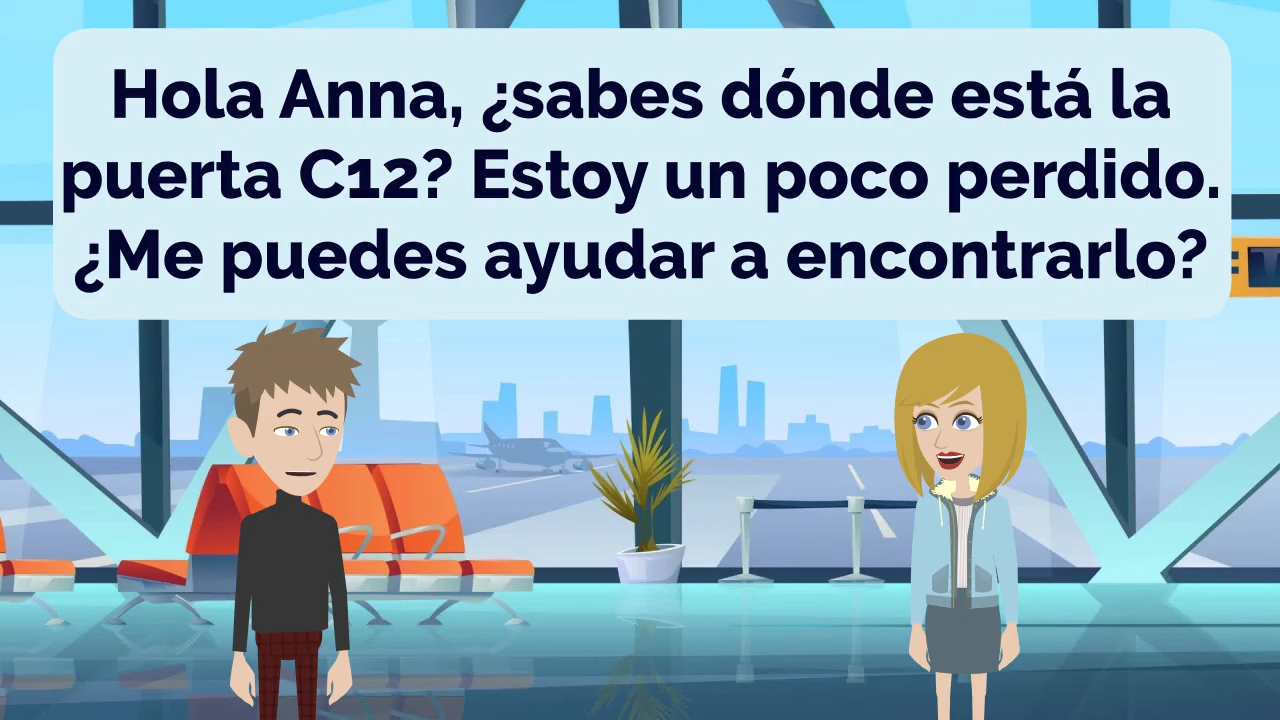 Hola Anna, ¿sabes dónde está la
puerta C12? Estoy un poco perdido.
¿Me puedes ayudar a encontrarlo?